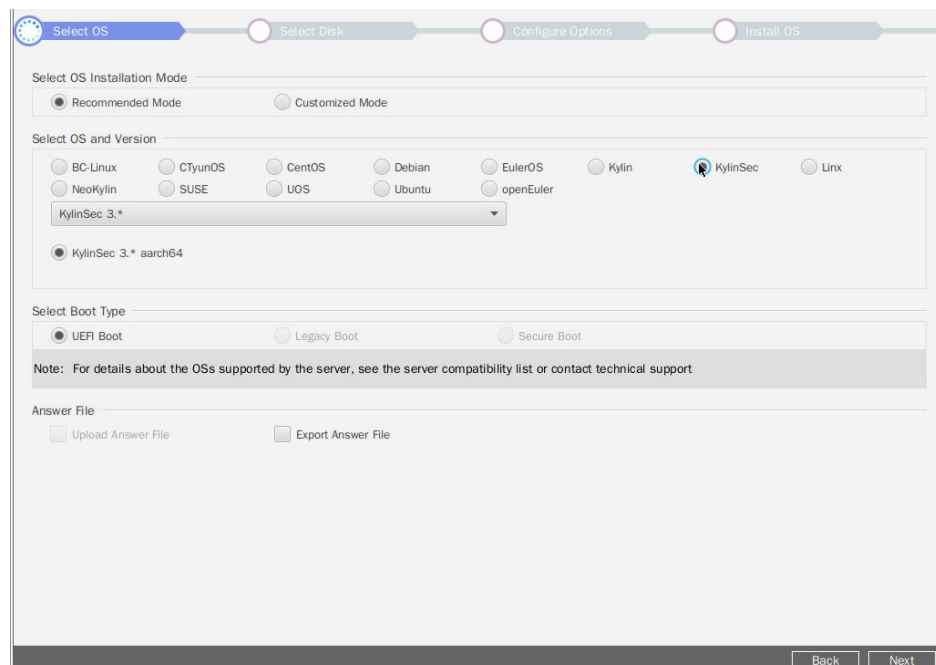 Select OS Select Disk Configure Options Install OS
Select OS Installation Mode
Recommended Mode Customized Mode
Select OS and Version
BC-Linux CTyunOS CentOS Debian EulerOS Kylin KylinSec Linx
NeoKylin SUSE UOS Ubuntu openEuler
KylinSec 3.*
KylinSec 3.* aarch64
Select Boot Type
UEFI Boot Legacy Boot Secure Boot
Note: For details about the OSs supported by the server, see the server compatibility list or contact technical support
Answer File
Upload Answer File Export Answer File
Back Next